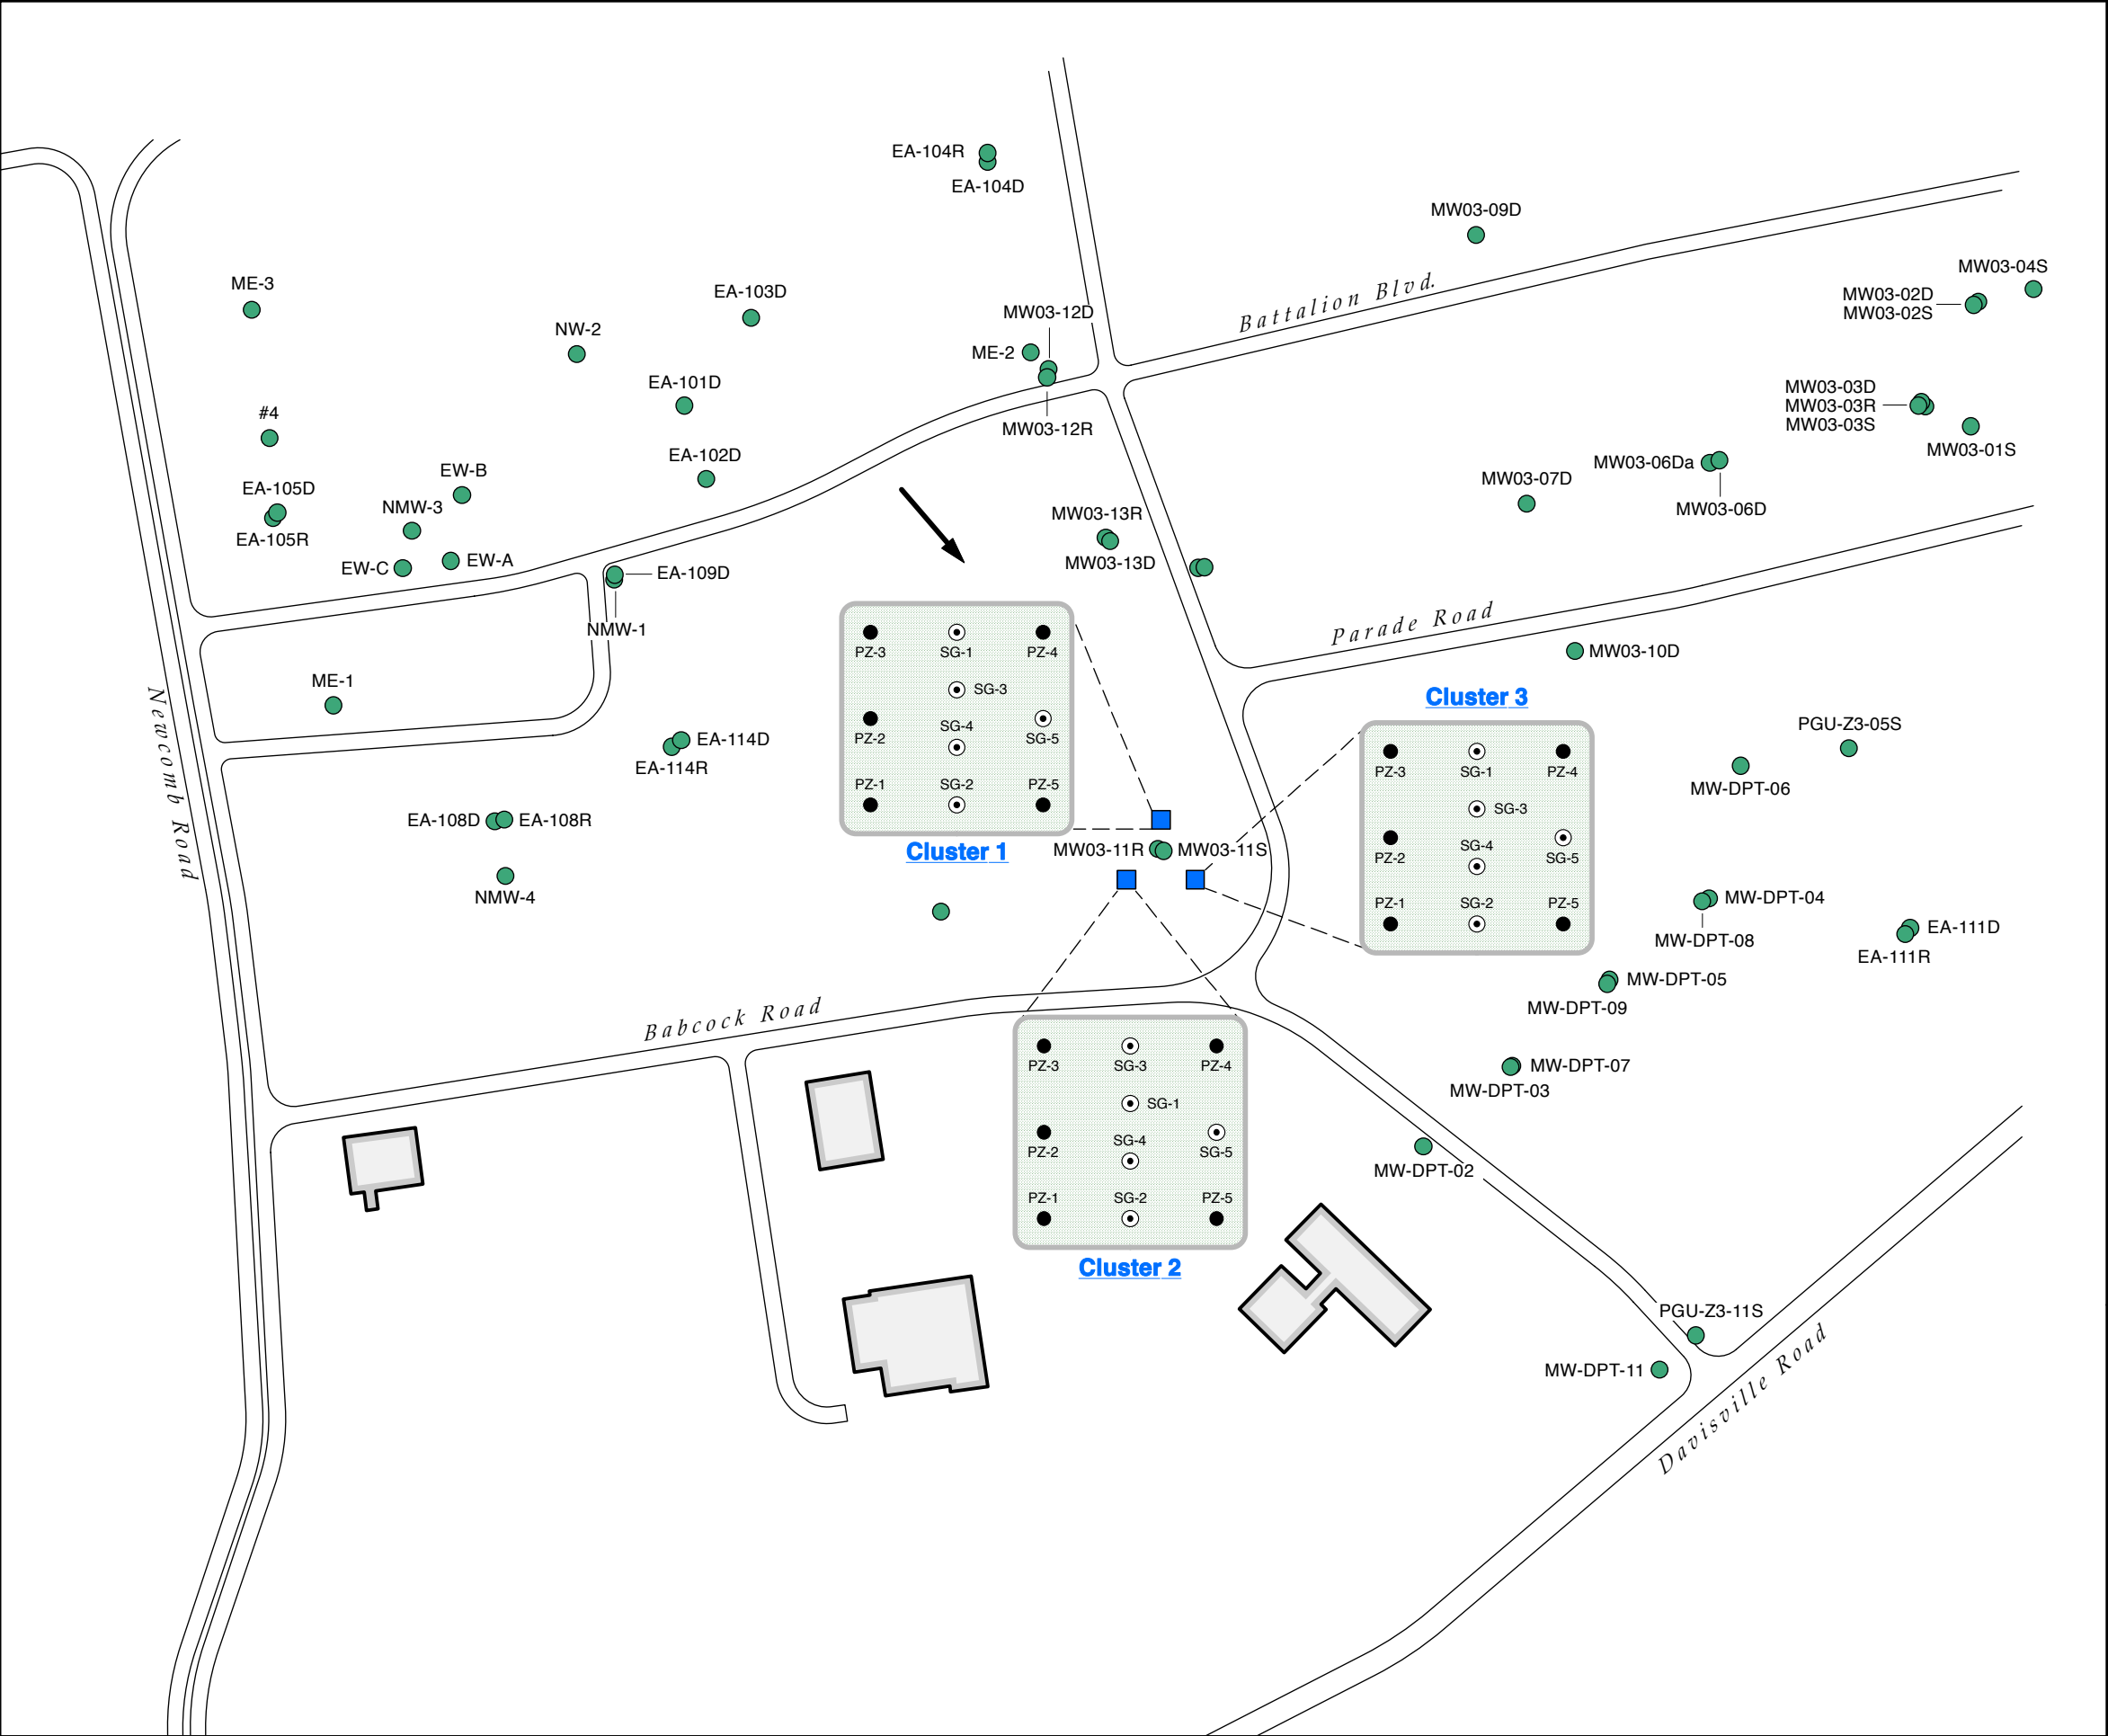 EA-104R
EA-104D
MW03-09D
MW03-04S
ME-3
EA-103D
MW03-02D
MW03-02S
Battalion Blvd.
MW03-12D
NW-2
ME-2
EA-101D
MW03-03D
MW03-03R
MW03-03S
#4
MW03-12R
MW03-01S
EA-102D
EW-B
MW03-06Da
MW03-07D
EA-105D
NMW-3
MW03-06D
MW03-13R
EA-105R
EW-A
EW-C
MW03-13D
EA-109D
NMW-1
Parade Road
MW03-10D
PZ-3
SG-1
PZ-4
SG-3
SG-4
PZ-2
SG-5
PZ-1
SG-2
PZ-5
Cluster 1
ME-1
Cluster 3
PZ-3
SG-1
PZ-4
SG-3
SG-4
PZ-2
SG-5
PZ-1
SG-2
PZ-5
PGU-Z3-05S
EA-114D
EA-114R
MW-DPT-06
Newcomb Road
EA-108D
EA-108R
MW03-11R
MW03-11S
NMW-4
MW-DPT-04
MW-DPT-08
EA-111D
EA-111R
MW-DPT-05
MW-DPT-09
Babcock Road
PZ-3
SG-3
PZ-4
SG-1
SG-4
PZ-2
SG-5
PZ-1
SG-2
PZ-5
Cluster 2
MW-DPT-07
MW-DPT-03
MW-DPT-02
PGU-Z3-11S
MW-DPT-11
Davisville Road